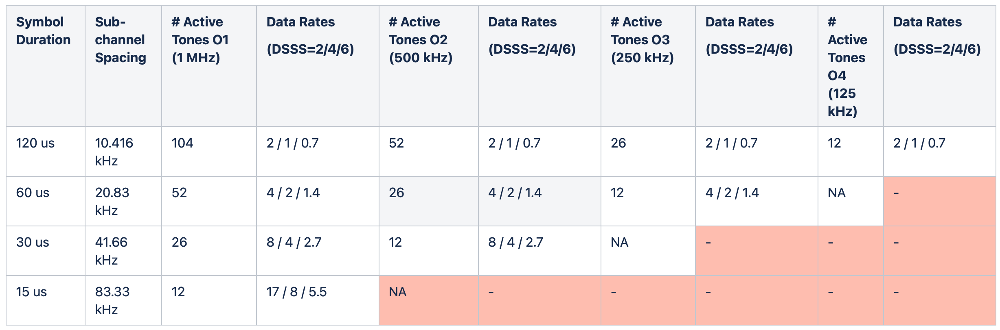 Symbol
Duration
Sub-
channel
Spacing
# Active
Tones O1
(1 MHz)
Data Rates
(DSSS=2/4/6)
# Active
Tones O2
(500 kHz)
Data Rates
(DSSS=2/4/6)
# Active
Tones O3
(250 kHz)
Data Rates
(DSSS=2/4/6)
#
Active
Tones
O4
(125
kHz)
Data Rates
(DSSS=2/4/6)
120 us
10.416
kHz
104
2 / 1 / 0.7
52
2 / 1 / 0.7
26
2 / 1 / 0.7
12
2 / 1 / 0.7
60 us
20.83
kHz
52
4 / 2 / 1.4
26
4 / 2 / 1.4
12
4 / 2 / 1.4
NA
-
30 us
41.66
kHz
26
8 / 4 / 2.7
12
8 / 4 / 2.7
NA
-
-
-
15 us
83.33
kHz
12
17 / 8 / 5.5
NA
-
-
-
-
-